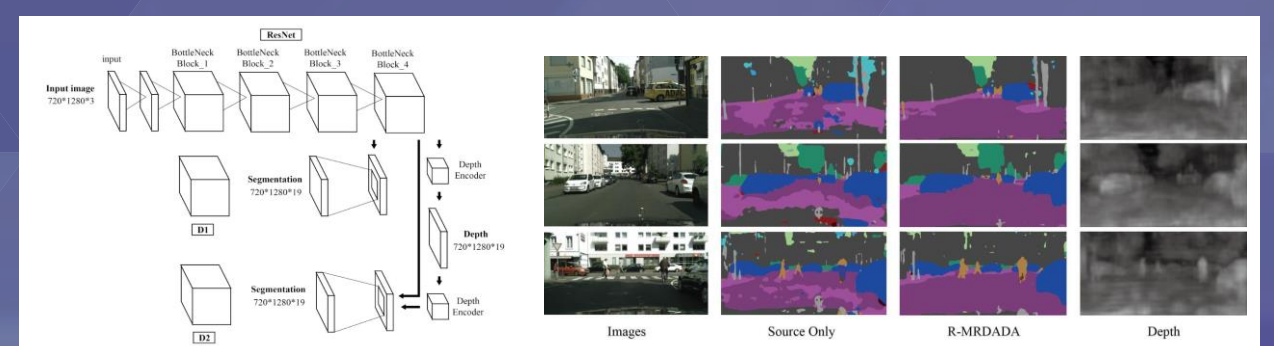 ResNet
input
BottleNeck
Block_1
BottleNeck
Block_2
BottleNeck
Block_3
BottleNeck
Block_4
Input image
720*1280*3
Segmentation
720*1280*19
Depth
Encoder
D1
Depth
720*1280*19
Segmentation
720*1280*19
Depth
Encoder
D2
Images
Source Only
R-MRDADA
Depth